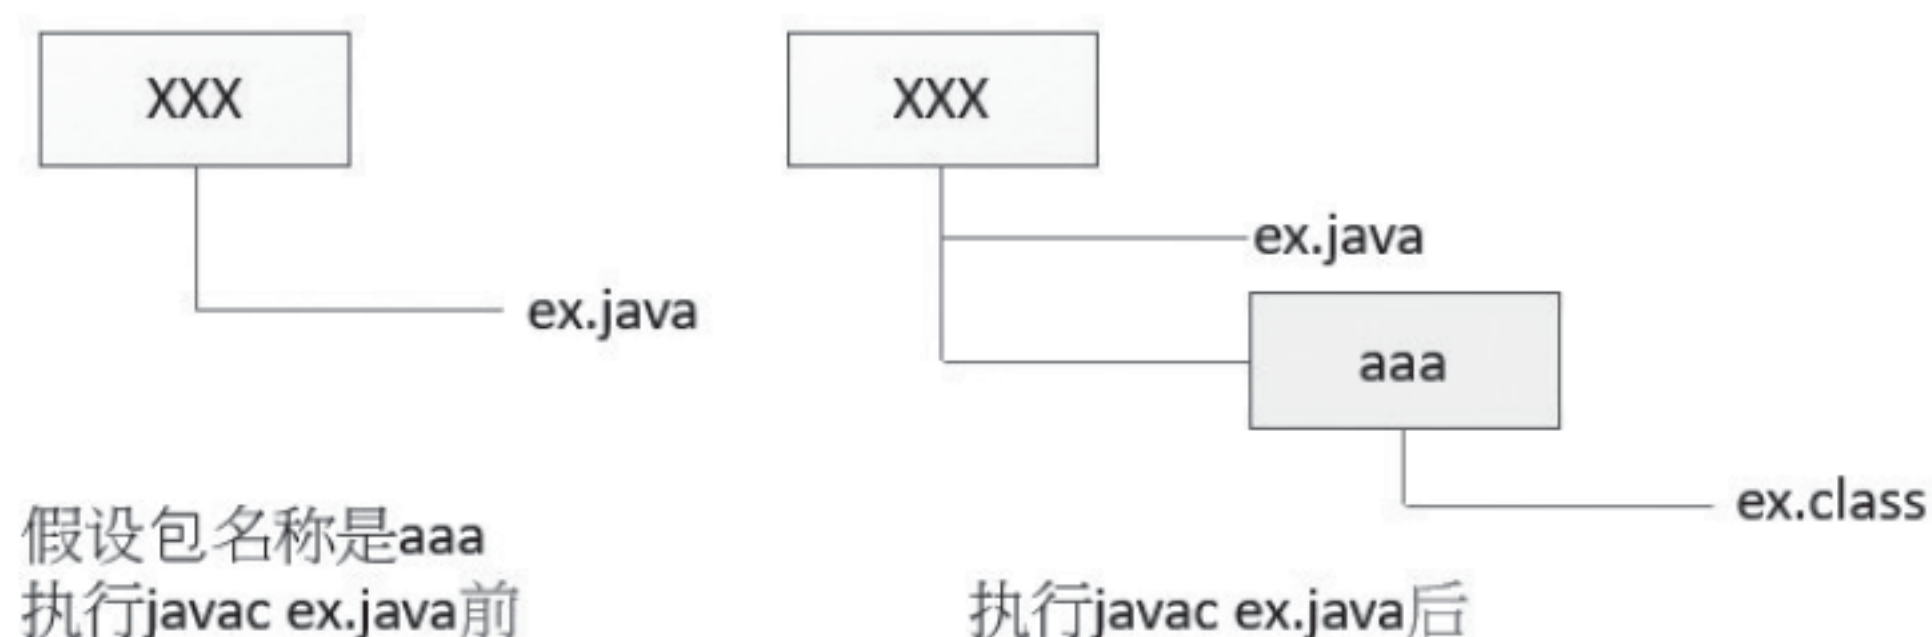 XXX
ex.java
假设包名称是aaa
执行javac ex.java前
XXX
ex.java
aaa
ex.class
执行javac ex.java后